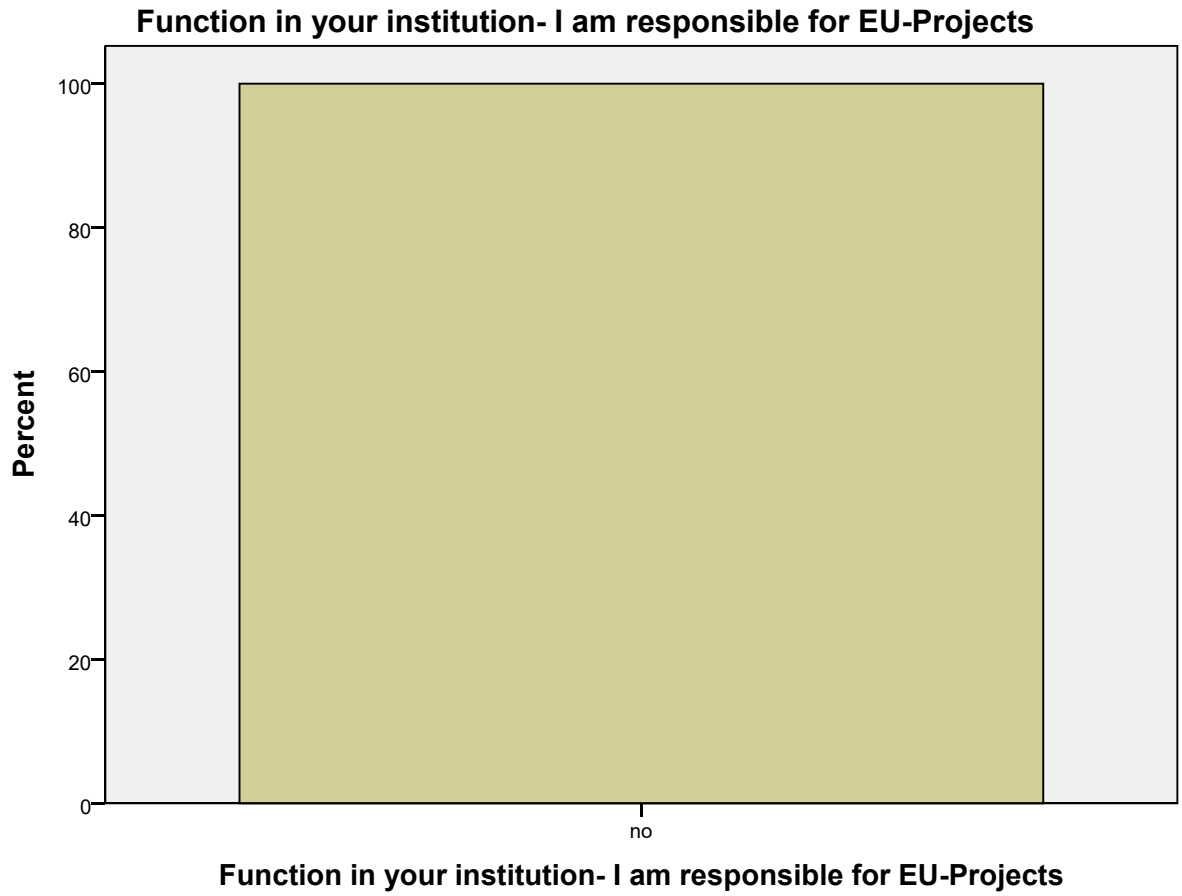 Function in your institution- I am responsible for EU-Projects
100
80
60
40
20
0
Percent
no
Function in your institution- I am responsible for EU-Projects